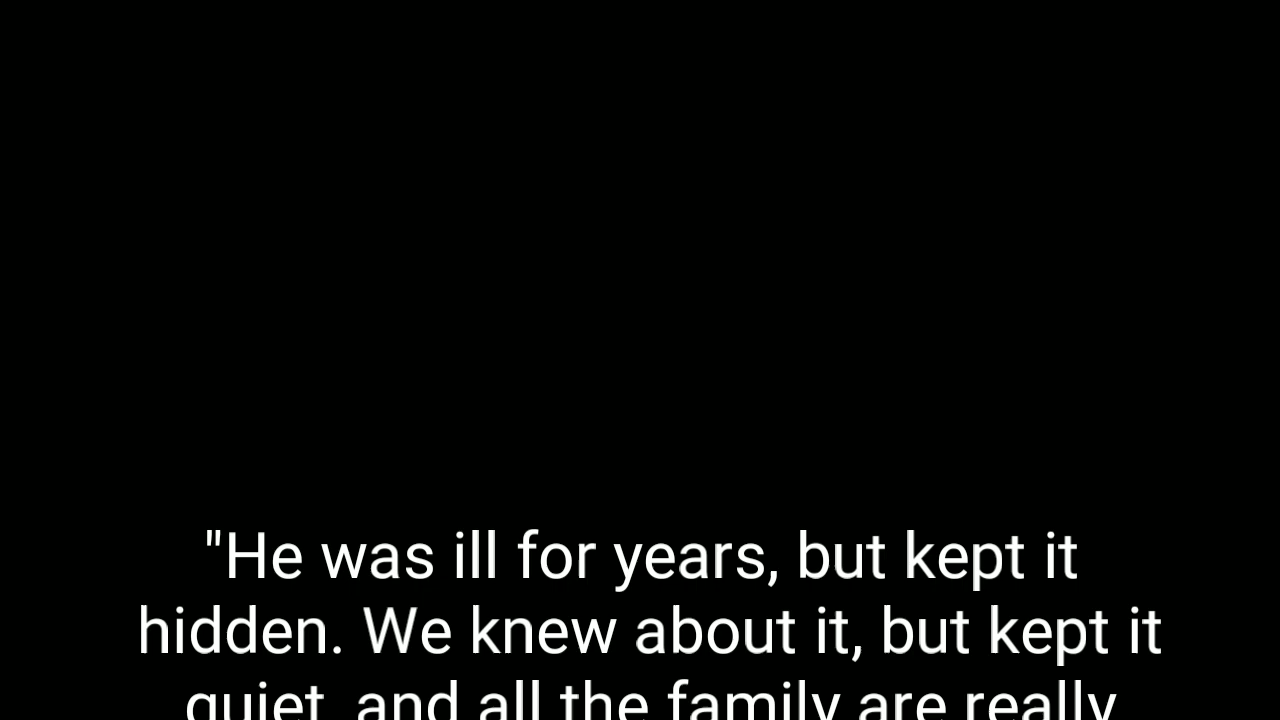 "He was ill for years, but kept it
hidden. We knew about it, but kept it
quiet, and all the family are really